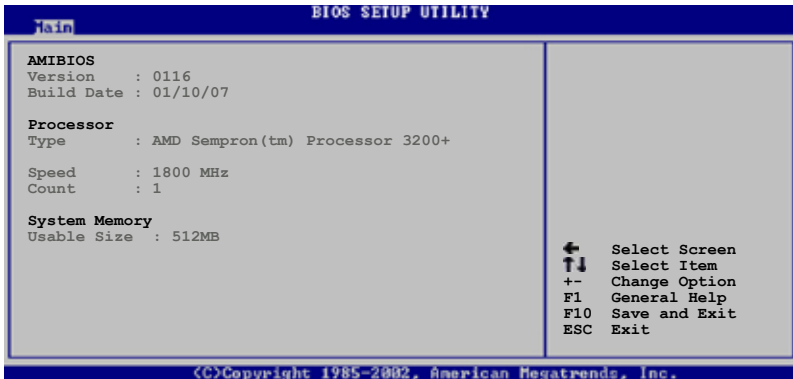 BIOS SETUP UTILITY
Main
AMIBIOS
Version : 0116
Build Date : 01/10/07
Processor
Type : AMD Sempron(tm) Processor 3200+
Speed : 1800 MHz
Count : 1
System Memory
Usable Size : 512MB
← Select Screen
↑↓ Select Item
+- Change Option
F1 General Help
F10 Save and Exit
ESC Exit
(C)Copyright 1985-2002, American Megatrends, Inc.